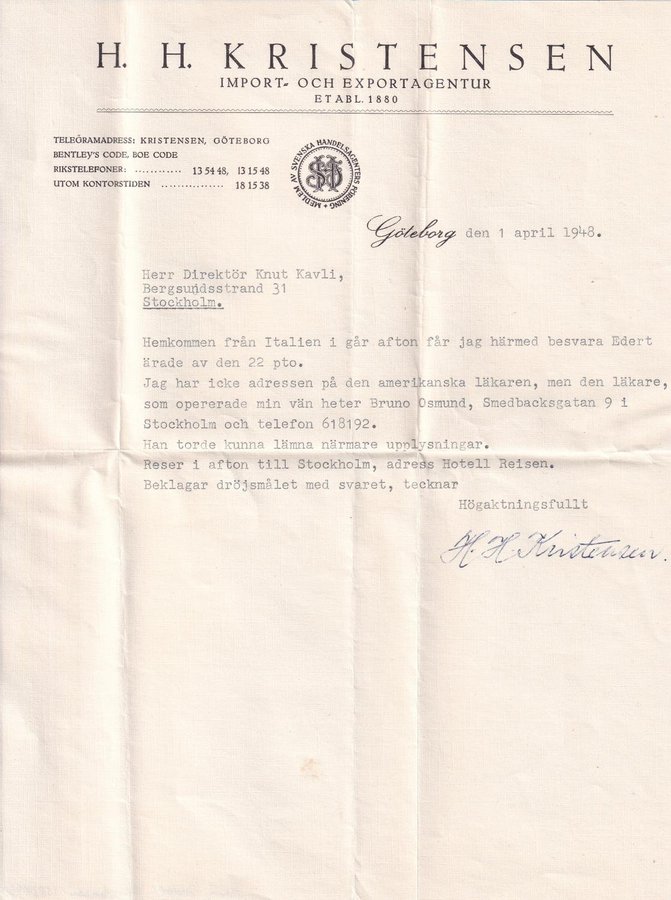 H. H. KRISTENSEN
IMPORT- OCH EXPORTAGENTUR
ETABL. 1880
TELEGRAMADRESS: KRISTENSEN, GÖTEBORG
BENTLEY'S CODE, BOE CODE
RIKSTELEFONER: ............ 13 54 48, 13 15 48
UTOM KONTORSTIDEN ................ 18 15 38
MEDLEM AV SVENSKA HANDELSAGENTERS FÖRENING
SHF
Göteborg den 1 april 1948.
Herr Direktör Knut Kavli,
Bergsundsstrand 31
Stockholm.
Hemkommen från Italien i går afton får jag härmed besvara Edert
ärade av den 22 pto.
Jag har icke adressen på den amerikanska läkaren, men den läkare,
som opererade min vän heter Bruno Osmund, Smedbacksgatan 9 i
Stockholm och telefon 618192.
Han torde kunna lämna närmare upplysningar.
Reser i afton till Stockholm, adress Hotell Reisen.
Beklagar dröjsmålet med svaret, tecknar
Högaktningsfullt
H. H. Kristensen.